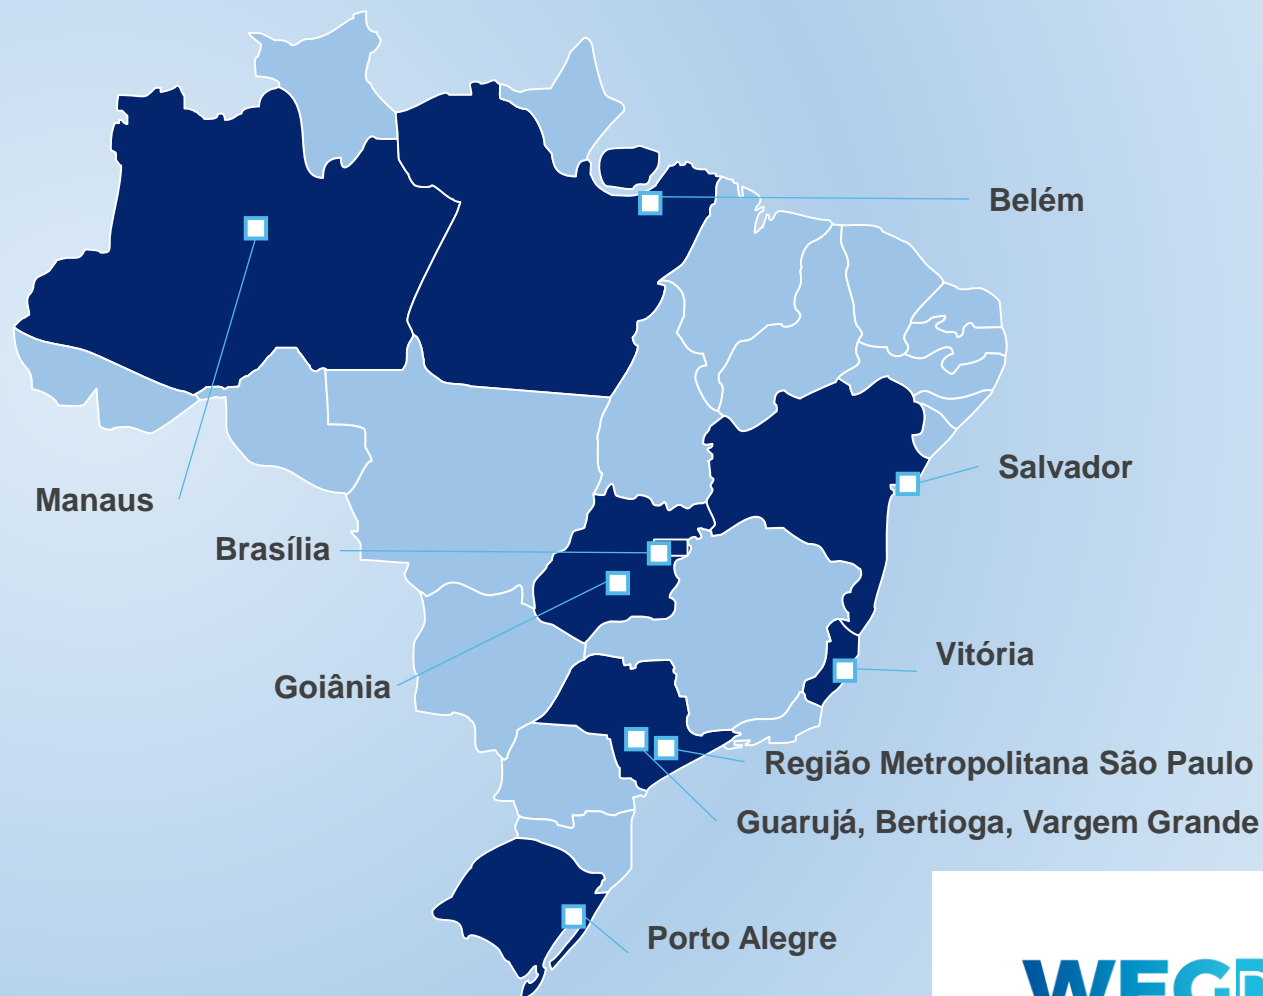 Belém
Salvador
Manaus
Brasília
Vitória
Goiânia
Região Metropolitana São Paulo
Guarujá, Bertioga, Vargem Grande
Porto Alegre